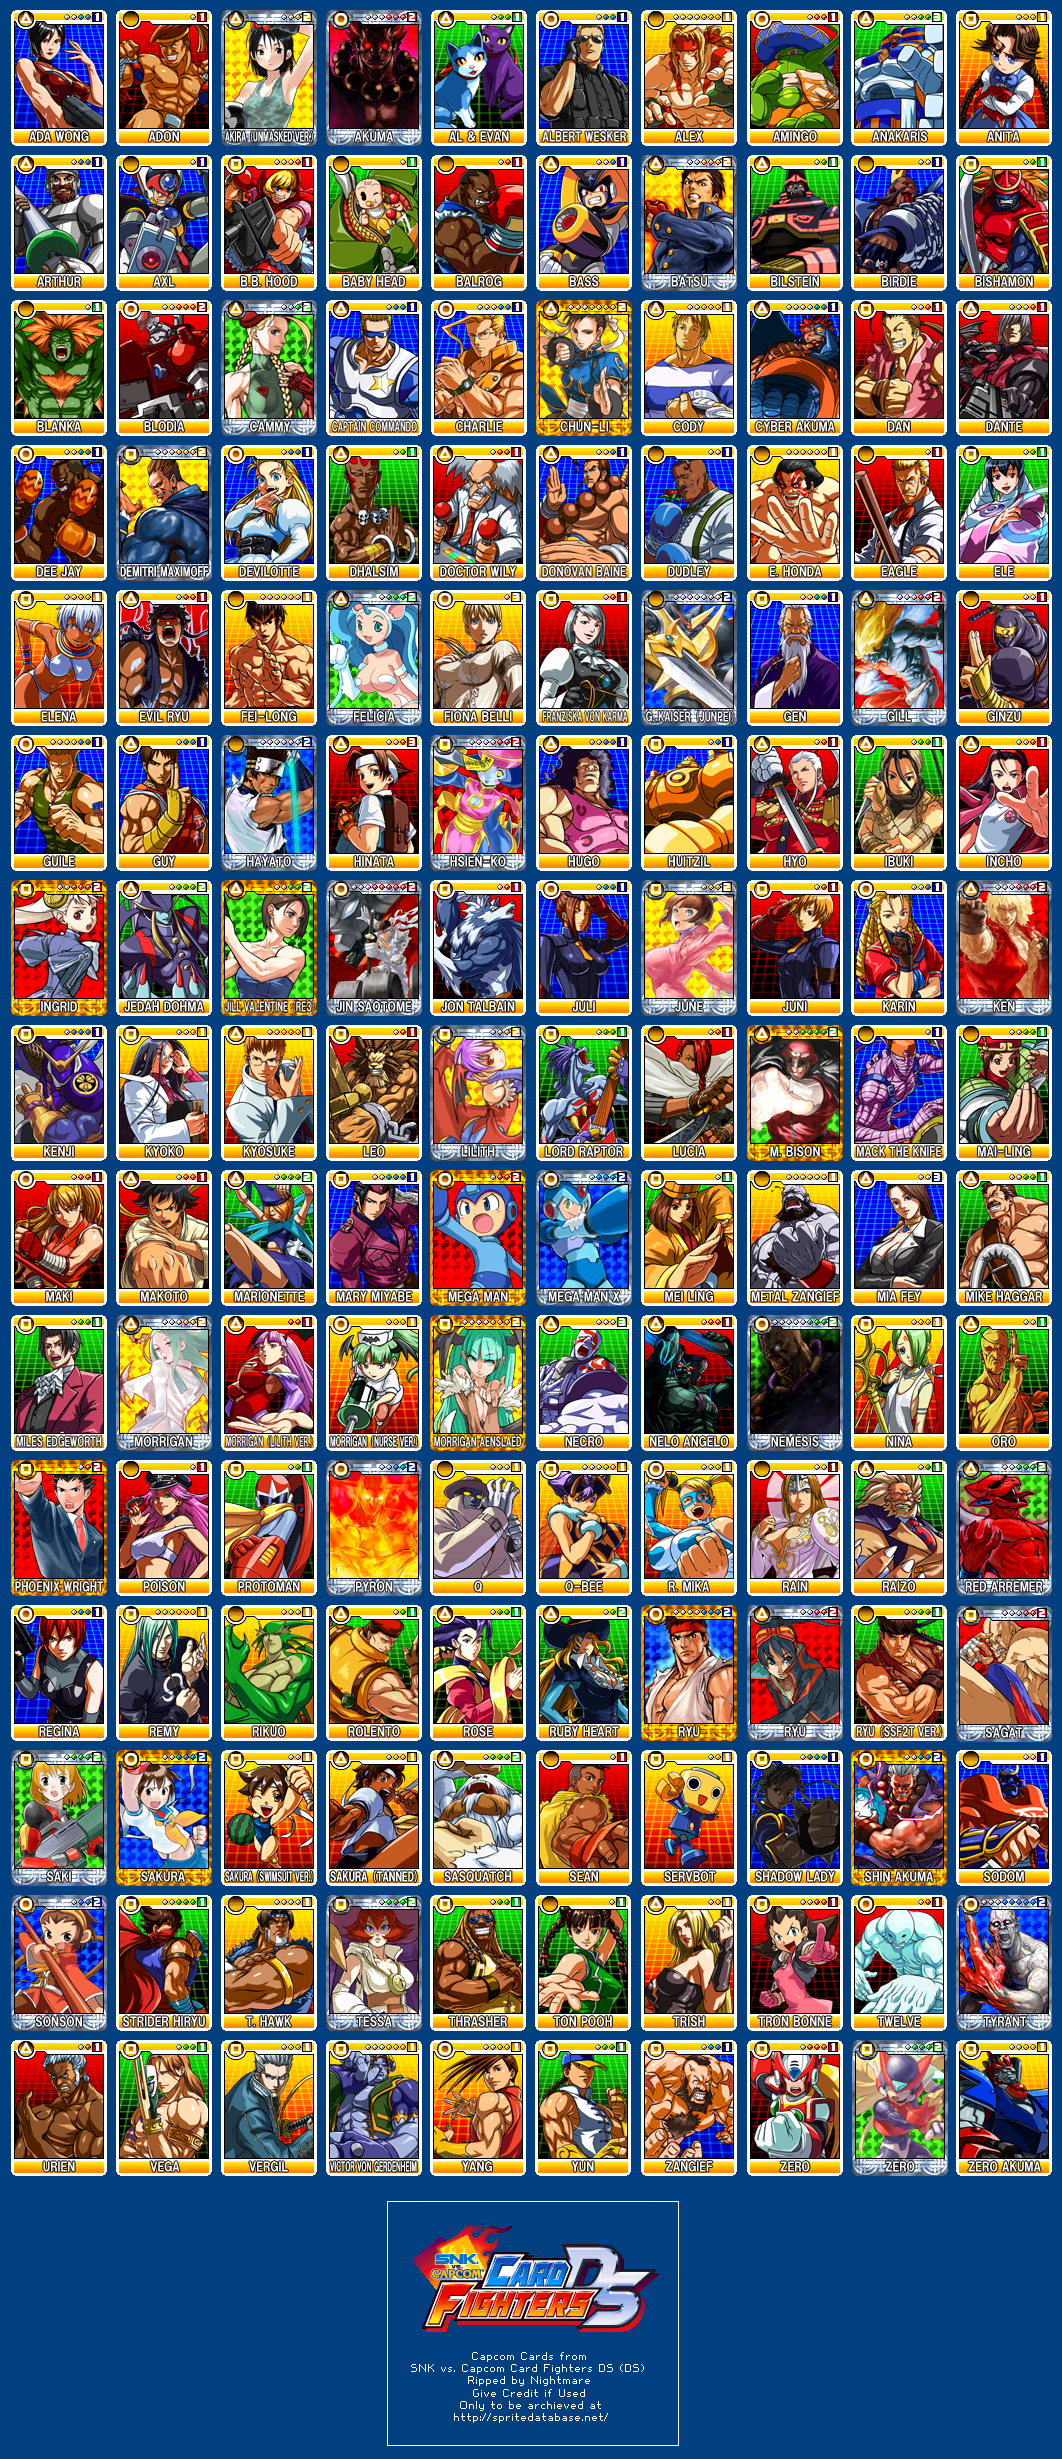 ADA WONG
ADON
AKIRA (UNMASKED VER.)
AKUMA
AL & EVAN
ALBERT WESKER
ALEX
AMINGO
ANAKARIS
ANITA
ARTHUR
AXL
B.B. HOOD
BABY HEAD
BALROG
BASS
BATSU
BILSTEIN
BIRDIE
BISHAMON
BLANKA
BLODIA
CAMMY
CAPTAIN COMMANDO
CHARLIE
CHUN-LI
CODY
CYBER AKUMA
DAN
DANTE
DEE JAY
DEMITRI MAXIMOFF
DEVILOTTE
DHALSIM
DOCTOR WILY
DONOVAN BAINE
DUDLEY
E. HONDA
EAGLE
ELE
ELENA
EVIL RYU
FEI-LONG
FELICIA
FIONA BELLI
FRANZISKA VON KARMA
G. KAISER (JUNPEI)
GEN
GILL
GINZU
GUILE
GUY
HAYATO
HINATA
HSIEN-KO
HUGO
HUITZIL
HYO
IBUKI
INCHO
INGRID
JEDAH DOHMA
JILL VALENTINE (RE3)
JIN SAOTOME
JON TALBAIN
JULI
JUNE
JUNI
KARIN
KEN
KENJI
KYOKO
KYOSUKE
LEO
LILITH
LORD RAPTOR
LUCIA
M. BISON
MACK THE KNIFE
MAI-LING
MAKI
MAKOTO
MARIONETTE
MARY MIYABE
MEGA MAN
MEGA MAN X
MEI LING
METAL ZANGIEF
MIA FEY
MIKE HAGGAR
MILES EDGEWORTH
MORRIGAN
MORRIGAN (LILITH VER.)
MORRIGAN (NURSE VER.)
MORRIGAN AENSLAED
NECRO
NELO ANGELO
NEMESIS
NINA
ORO
PHOENIX WRIGHT
POISON
PROTOMAN
PYRON
Q
Q-BEE
R. MIKA
RAIN
RAIZO
RED ARREMER
REGINA
REMY
RIKUO
ROLENTO
ROSE
RUBY HEART
RYU
RYU
RYU (SSF2T VER.)
SAGAT
SAKI
SAKURA
SAKURA (SWIMSUIT VER.)
SAKURA (TANNED)
SASQUATCH
SEAN
SERVBOT
SHADOW LADY
SHIN AKUMA
SODOM
SONSON
STRIDER HIRYU
T. HAWK
TESSA
THRASHER
TON POOH
TRISH
TRON BONNE
TWELVE
TYRANT
URIEN
VEGA
VERGIL
VICTOR VON GERDENHEIM
YANG
YUN
ZANGIEF
ZERO
ZERO
ZERO AKUMA
SNK
VS.
CAPCOM
CARD
FIGHTERS
DS
Capcom Cards from
SNK vs. Capcom Card Fighters DS (DS)
Ripped by Nightmare
Give Credit if Used
Only to be archieved at
http://spritedatabase.net/